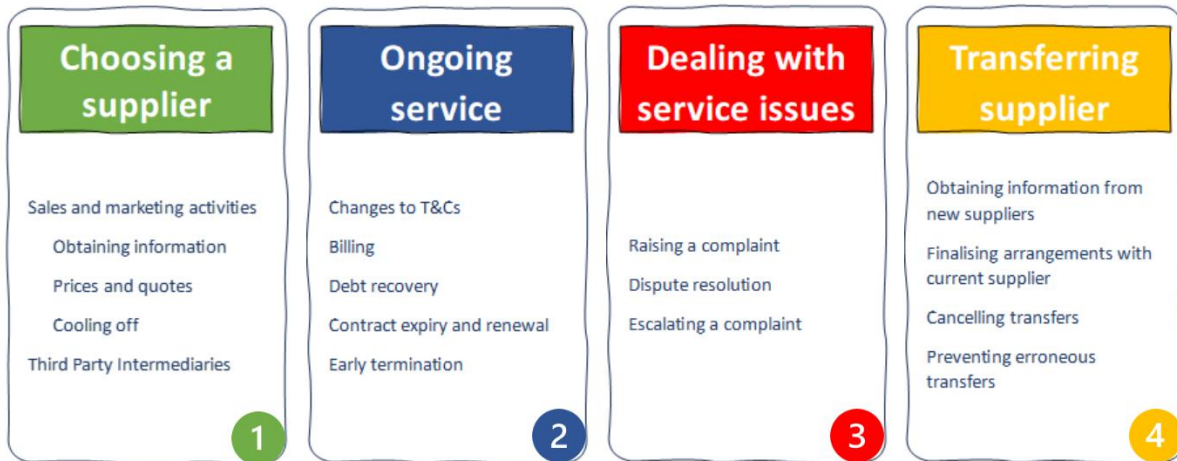 Choosing a
supplier
Sales and marketing activities
Obtaining information
Prices and quotes
Cooling off
Third Party Intermediaries
1
Ongoing
service
Changes to T&Cs
Billing
Debt recovery
Contract expiry and renewal
Early termination
2
Dealing with
service issues
Raising a complaint
Dispute resolution
Escalating a complaint
3
Transferring
supplier
Obtaining information from
new suppliers
Finalising arrangements with
current supplier
Cancelling transfers
Preventing erroneous
transfers
4